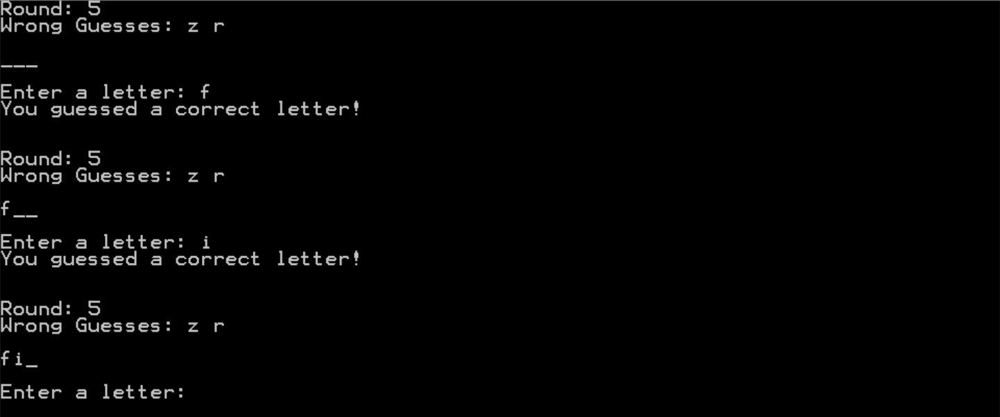 Round: 5
Wrong Guesses: z r
___
Enter a letter: f
You guessed a correct letter!
Round: 5
Wrong Guesses: z r
f__
Enter a letter: i
You guessed a correct letter!
Round: 5
Wrong Guesses: z r
fi_
Enter a letter: